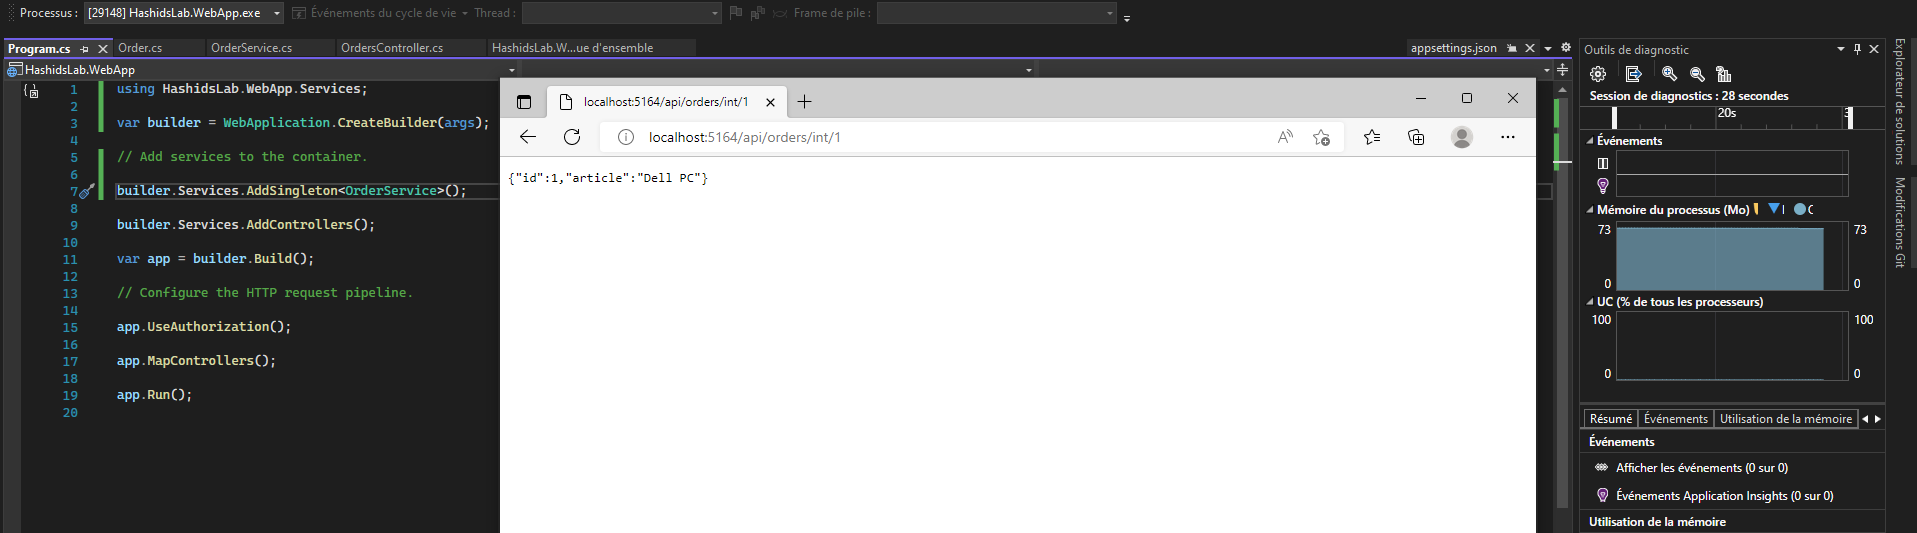 Processus : [29148] HashidsLab.WebApp.exe Événements du cycle de vie Thread : Frame de pile :
Program.cs Order.cs OrderService.cs OrdersController.cs HashidsLab.W...ue d'ensemble appsettings.json
HashidsLab.WebApp
1 using HashidsLab.WebApp.Services;
2
3 var builder = WebApplication.CreateBuilder(args);
4
5 // Add services to the container.
6
7 builder.Services.AddSingleton<OrderService>();
8
9 builder.Services.AddControllers();
10
11 var app = builder.Build();
12
13 // Configure the HTTP request pipeline.
14
15 app.UseAuthorization();
16
17 app.MapControllers();
18
19 app.Run();
20
localhost:5164/api/orders/int/1
localhost:5164/api/orders/int/1
{"id":1,"article":"Dell PC"}
Outils de diagnostic
Session de diagnostics : 28 secondes
20s
Événements
Mémoire du processus (Mo)
73 73
0 0
UC (% de tous les processeurs)
100 100
0 0
Résumé Événements Utilisation de la mémoire
Événements
Afficher les événements (0 sur 0)
Événements Application Insights (0 sur 0)
Utilisation de la mémoire
Explorateur de solutions
Modifications Git